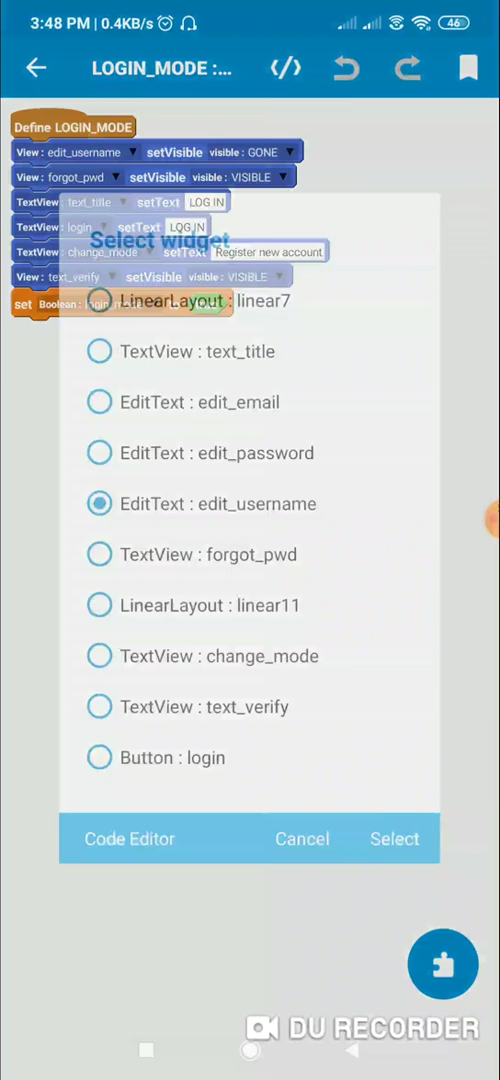 3:48 PM | 0.4KB/s 46
LOGIN_MODE :... </>
Define LOGIN_MODE
View : edit_username setVisible visible : GONE
View : forgot_pwd setVisible visible : VISIBLE
TextView : text_title setText LOG IN
TextView : login setText LOG IN
Select widget
TextView : change_mode setText Register new account
View : text_verify setVisible visible : VISIBLE
set Boolean : login_mode to
LinearLayout : linear7
TextView : text_title
EditText : edit_email
EditText : edit_password
EditText : edit_username
TextView : forgot_pwd
LinearLayout : linear11
TextView : change_mode
TextView : text_verify
Button : login
Code Editor Cancel Select
DU RECORDER